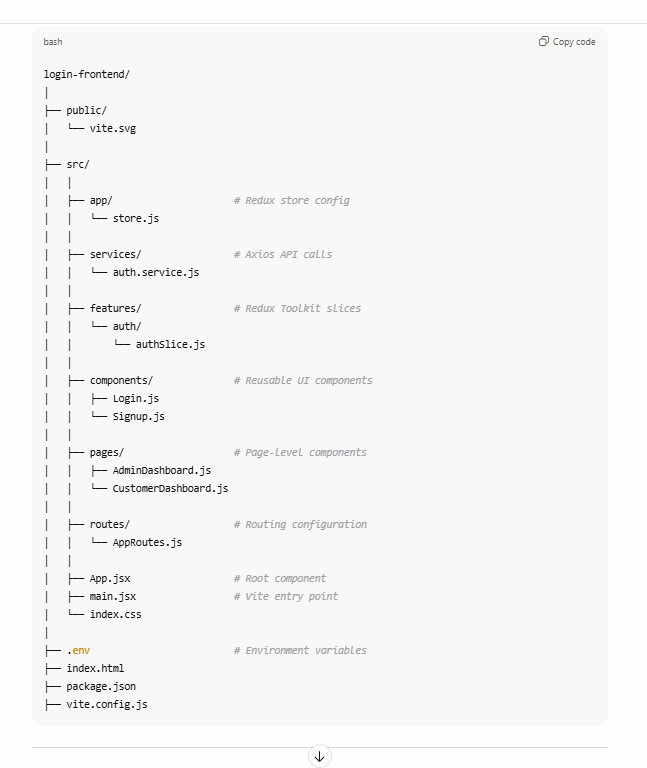 bash
Copy code
login-frontend/
│
├── public/
│   └── vite.svg
│
├── src/
│   │
│   ├── app/                 # Redux store config
│   │   └── store.js
│   │
│   ├── services/            # Axios API calls
│   │   └── auth.service.js
│   │
│   ├── features/            # Redux Toolkit slices
│   │   └── auth/
│   │       └── authSlice.js
│   │
│   ├── components/          # Reusable UI components
│   │   ├── Login.js
│   │   └── Signup.js
│   │
│   ├── pages/               # Page-level components
│   │   ├── AdminDashboard.js
│   │   └── CustomerDashboard.js
│   │
│   ├── routes/              # Routing configuration
│   │   └── AppRoutes.js
│   │
│   ├── App.jsx              # Root component
│   ├── main.jsx             # Vite entry point
│   └── index.css
│
├── .env                     # Environment variables
├── index.html
├── package.json
├── vite.config.js